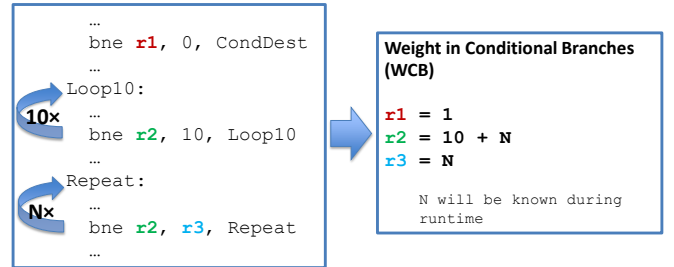 …
bne r1, 0, CondDest
…
Loop10:
10×
…
bne r2, 10, Loop10
…
Repeat:
N×
…
bne r2, r3, Repeat
…
Weight in Conditional Branches
(WCB)
r1 = 1
r2 = 10 + N
r3 = N
N will be known during
runtime